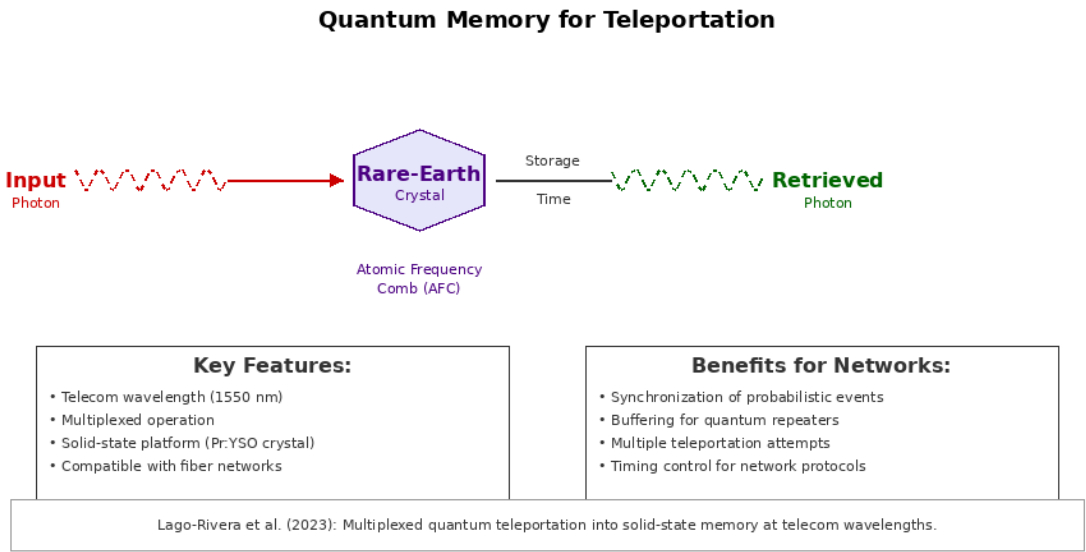 Quantum Memory for Teleportation
Input
Photon
Rare-Earth
Crystal
Storage
Time
Retrieved
Photon
Atomic Frequency
Comb (AFC)
Key Features:
• Telecom wavelength (1550 nm)
• Multiplexed operation
• Solid-state platform (Pr:YSO crystal)
• Compatible with fiber networks
Benefits for Networks:
• Synchronization of probabilistic events
• Buffering for quantum repeaters
• Multiple teleportation attempts
• Timing control for network protocols
Lago-Rivera et al. (2023): Multiplexed quantum teleportation into solid-state memory at telecom wavelengths.